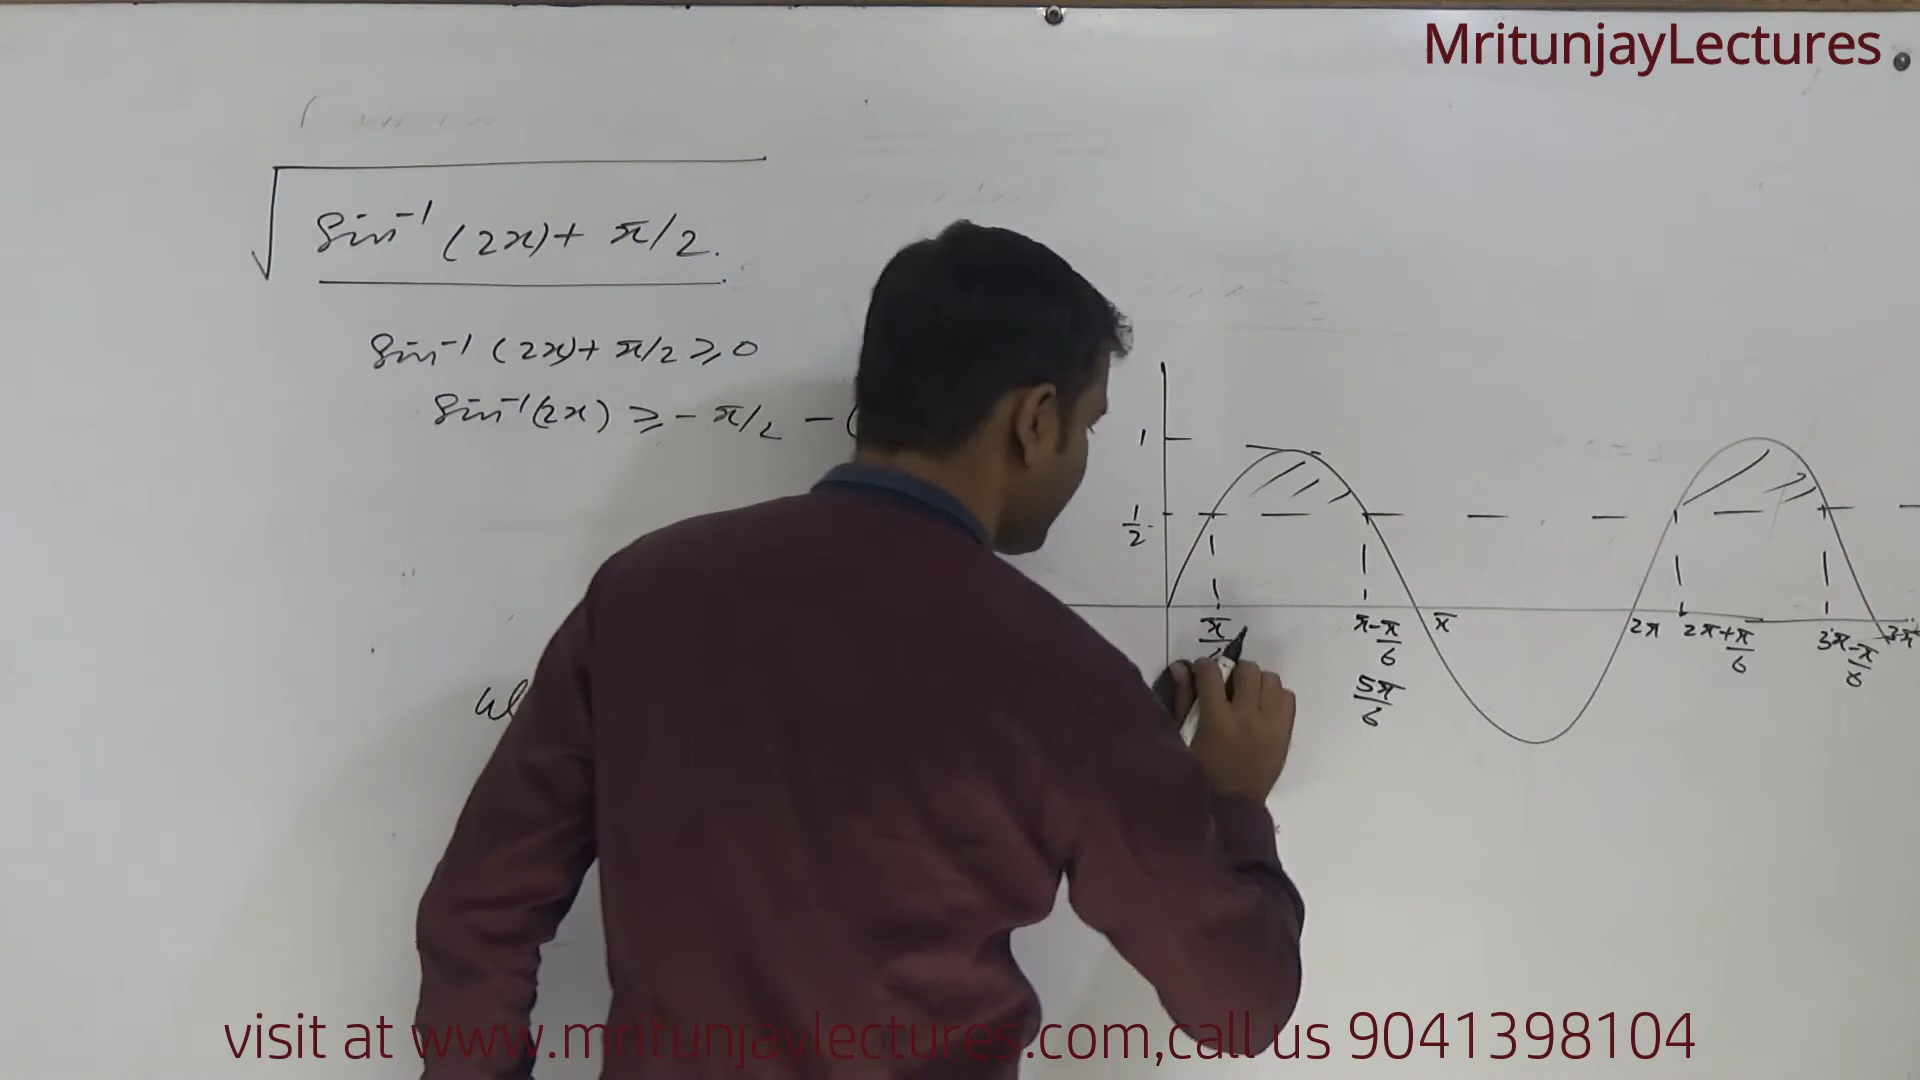 MritunjayLectures
√ sin⁻¹ (2x) + π/2.
sin⁻¹ (2x) + π/2 ≥ 0
sin⁻¹(2x) ≥ - π/2 - (
1
1/2
π
π-π/6
π
2π
2π+π/6
3π-π/6
3π
5π/6
visit at www.mritunjaylectures.com,call us 9041398104